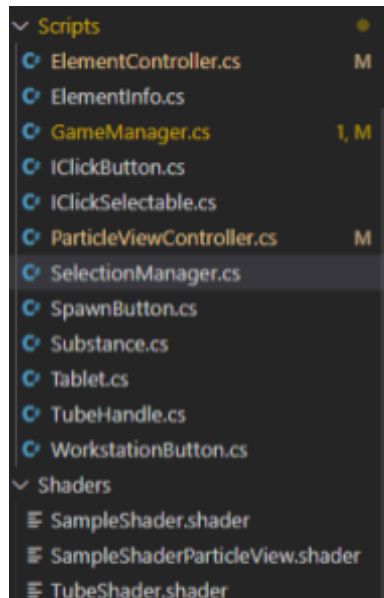 Scripts
ElementController.cs M
ElementInfo.cs
GameManager.cs 1, M
IClickButton.cs
IClickSelectable.cs
ParticleViewController.cs M
SelectionManager.cs
SpawnButton.cs
Substance.cs
Tablet.cs
TubeHandle.cs
WorkstationButton.cs
Shaders
SampleShader.shader
SampleShaderParticleView.shader
TubeShader.shader